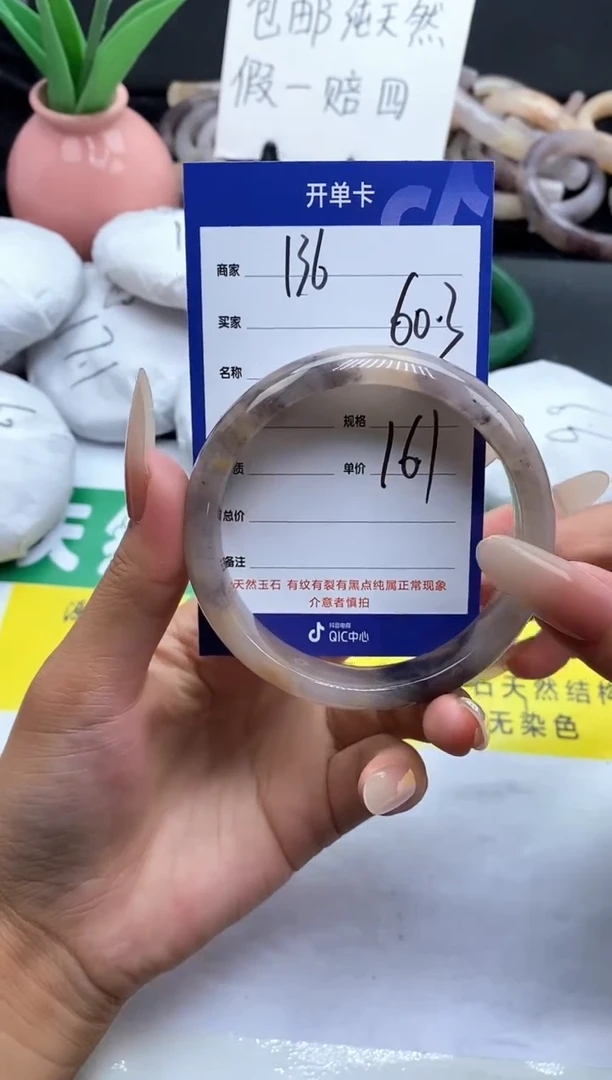 包邮纯天然
假一赔四
开单卡
商家 136
买家
60.3
名称
规格
质 单价 161
总价
备注
天然玉石 有纹有裂有黑点纯属正常现象
介意者慎拍
抖音电商
QIC中心
天然
石天然结构
无染色